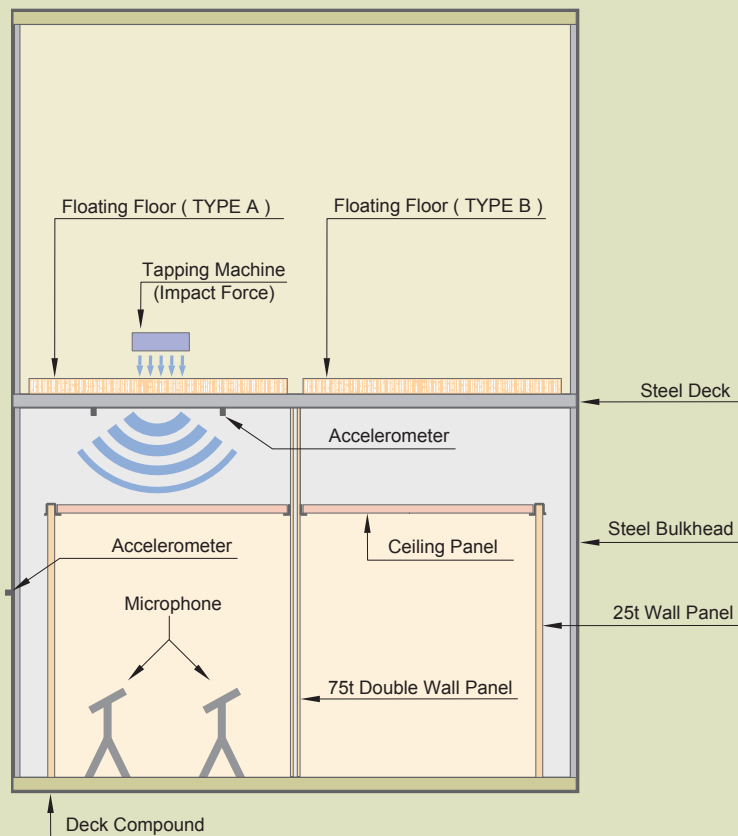 Floating Floor ( TYPE A )
Floating Floor ( TYPE B )
Tapping Machine
(Impact Force)
Steel Deck
Accelerometer
Steel Bulkhead
Accelerometer
Ceiling Panel
Microphone
25t Wall Panel
75t Double Wall Panel
Deck Compound